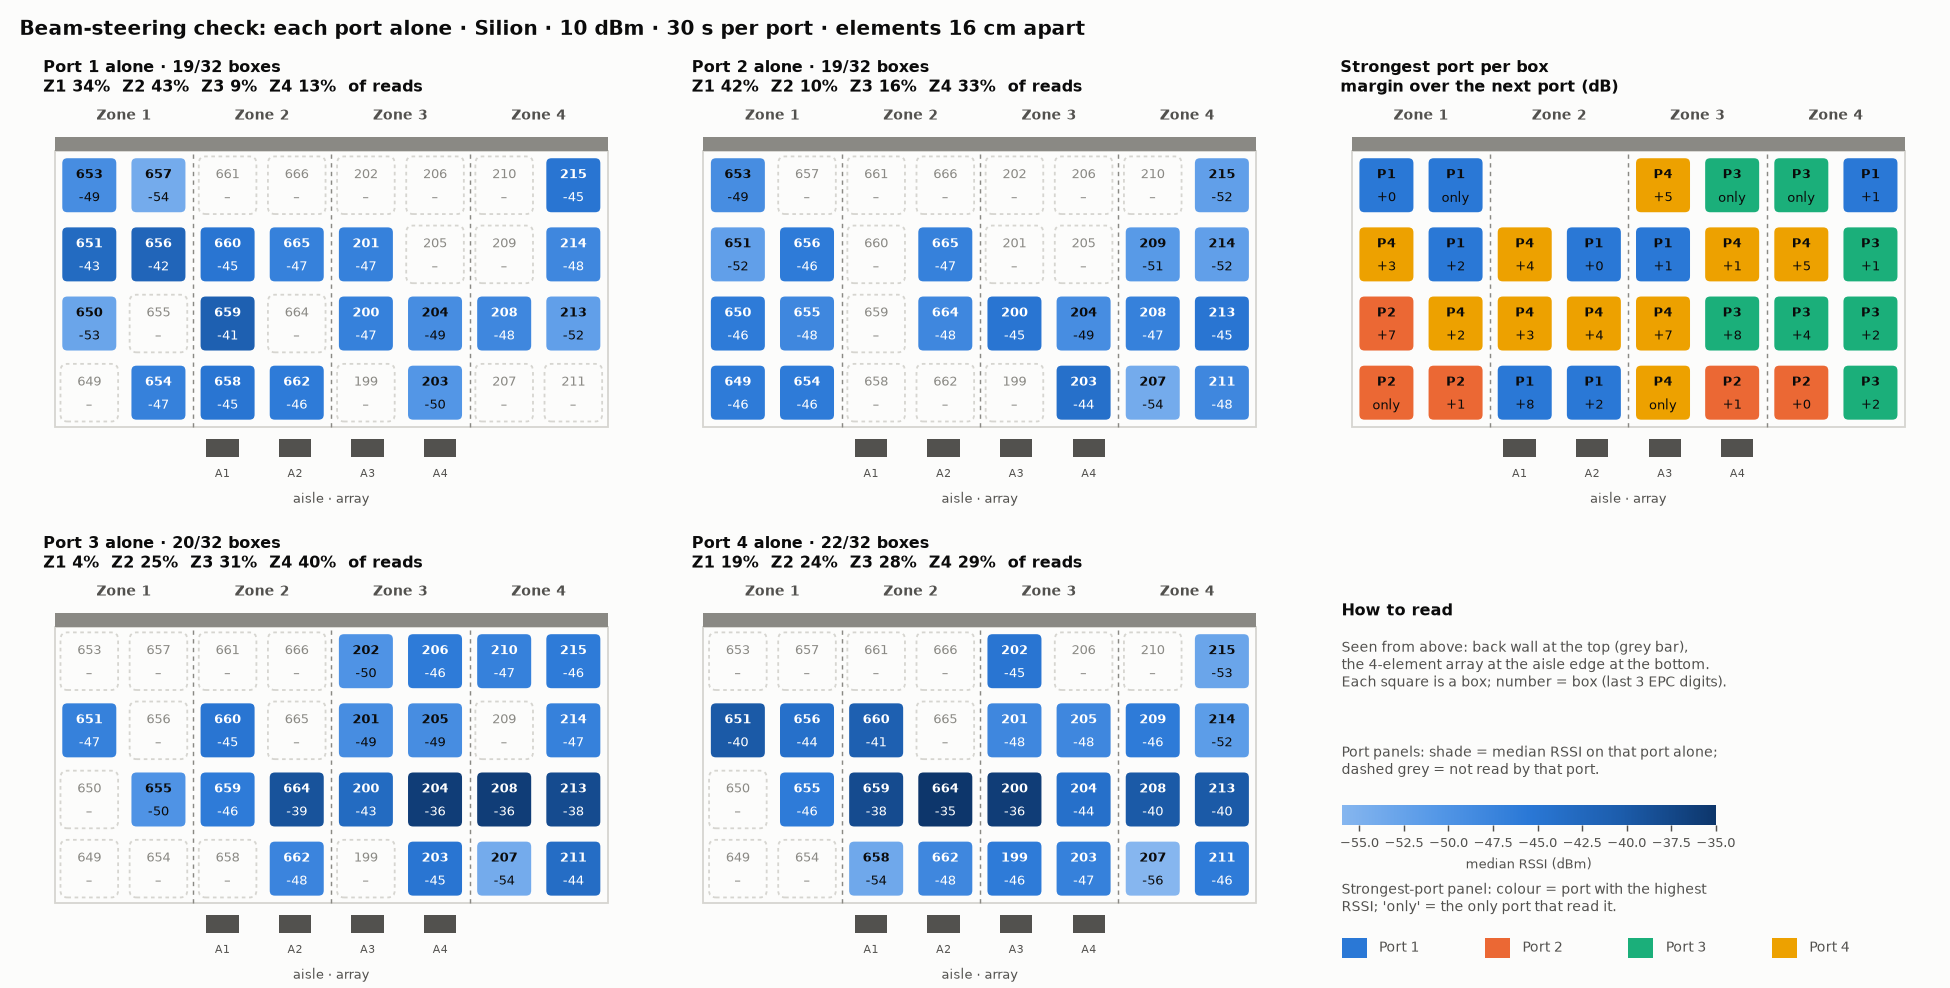 Beam-steering check: each port alone · Silion · 10 dBm · 30 s per port · elements 16 cm apart
Port 1 alone · 19/32 boxes
Z1 34% Z2 43% Z3 9% Z4 13% of reads
Zone 1 Zone 2 Zone 3 Zone 4
653 657 661 666 202 206 210 215
-49 -54 – – – – – -45
651 656 660 665 201 205 209 214
-43 -42 -45 -47 -47 – – -48
650 655 659 664 200 204 208 213
-53 – -41 – -47 -49 -48 -52
649 654 658 662 199 203 207 211
– -47 -45 -46 – -50 – –
A1 A2 A3 A4
aisle · array
Port 2 alone · 19/32 boxes
Z1 42% Z2 10% Z3 16% Z4 33% of reads
Zone 1 Zone 2 Zone 3 Zone 4
653 657 661 666 202 206 210 215
-49 – – – – – – -52
651 656 660 665 201 205 209 214
-52 -46 – -47 – – -51 -52
650 655 659 664 200 204 208 213
-46 -48 – -48 -45 -49 -47 -45
649 654 658 662 199 203 207 211
-46 -46 – – – -44 -54 -48
A1 A2 A3 A4
aisle · array
Strongest port per box
margin over the next port (dB)
Zone 1 Zone 2 Zone 3 Zone 4
P1 P1 P4 P3 P3 P1
+0 only +5 only only +1
P4 P1 P4 P1 P1 P4 P4 P3
+3 +2 +4 +0 +1 +1 +5 +1
P2 P4 P4 P4 P4 P3 P3 P3
+7 +2 +3 +4 +7 +8 +4 +2
P2 P2 P1 P1 P4 P2 P2 P3
only +1 +8 +2 only +1 +0 +2
A1 A2 A3 A4
aisle · array
Port 3 alone · 20/32 boxes
Z1 4% Z2 25% Z3 31% Z4 40% of reads
Zone 1 Zone 2 Zone 3 Zone 4
653 657 661 666 202 206 210 215
– – – – -50 -46 -47 -46
651 656 660 665 201 205 209 214
-47 – -45 – -49 -49 – -47
650 655 659 664 200 204 208 213
– -50 -46 -39 -43 -36 -36 -38
649 654 658 662 199 203 207 211
– – – -48 – -45 -54 -44
A1 A2 A3 A4
aisle · array
Port 4 alone · 22/32 boxes
Z1 19% Z2 24% Z3 28% Z4 29% of reads
Zone 1 Zone 2 Zone 3 Zone 4
653 657 661 666 202 206 210 215
– – – – -45 – – -53
651 656 660 665 201 205 209 214
-40 -44 -41 – -48 -48 -46 -52
650 655 659 664 200 204 208 213
– -46 -38 -35 -36 -44 -40 -40
649 654 658 662 199 203 207 211
– – -54 -48 -46 -47 -56 -46
A1 A2 A3 A4
aisle · array
How to read
Seen from above: back wall at the top (grey bar),
the 4-element array at the aisle edge at the bottom.
Each square is a box; number = box (last 3 EPC digits).
Port panels: shade = median RSSI on that port alone;
dashed grey = not read by that port.
−55.0 −52.5 −50.0 −47.5 −45.0 −42.5 −40.0 −37.5 −35.0
median RSSI (dBm)
Strongest-port panel: colour = port with the highest
RSSI; 'only' = the only port that read it.
Port 1 Port 2 Port 3 Port 4